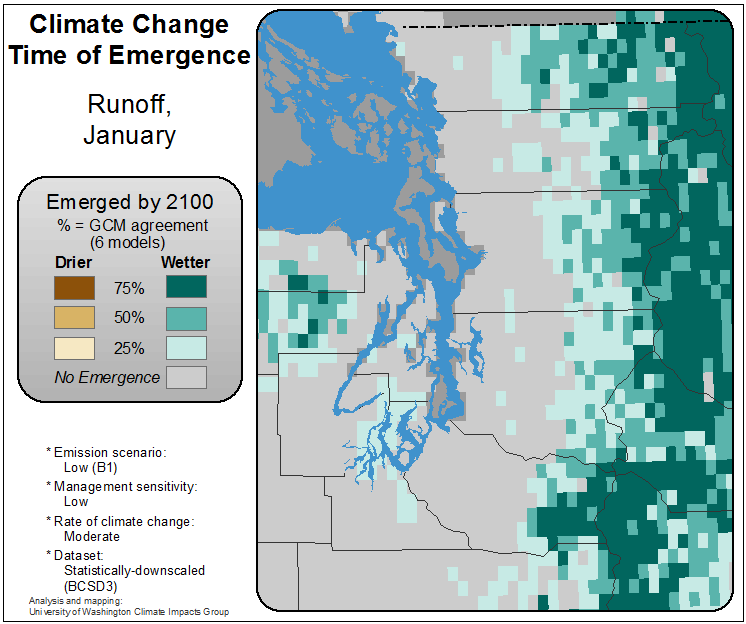 Climate Change
Time of Emergence
Runoff,
January
Emerged by 2100
% = GCM agreement
(6 models)
Drier Wetter
75%
50%
25%
No Emergence
* Emission scenario:
Low (B1)
* Management sensitivity:
Low
* Rate of climate change:
Moderate
* Dataset:
Statistically-downscaled
(BCSD3)
Analysis and mapping:
University of Washington Climate Impacts Group